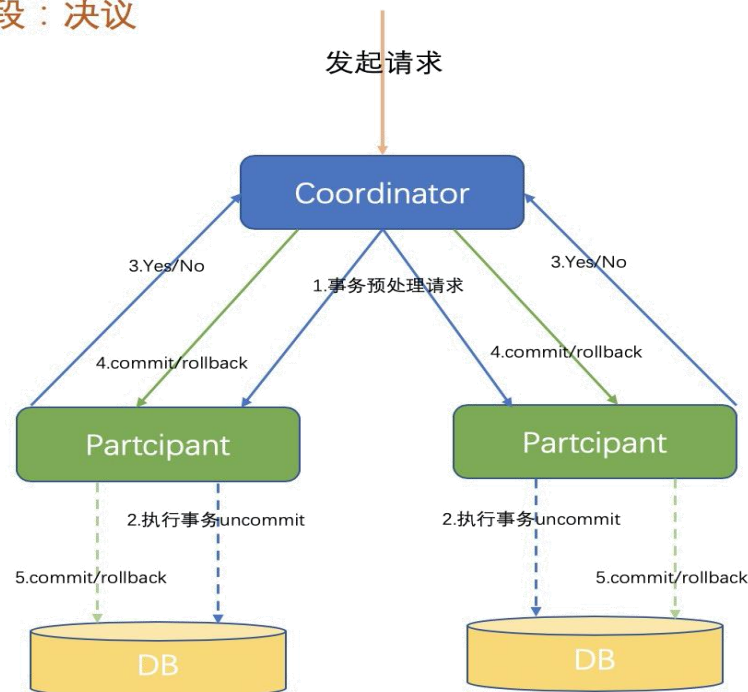 段：决议
发起请求
Coordinator
3.Yes/No
3.Yes/No
1.事务预处理请求
4.commit/rollback
4.commit/rollback
Partcipant
Partcipant
2.执行事务uncommit
2.执行事务uncommit
5.commit/rollback
5.commit/rollback
DB
DB